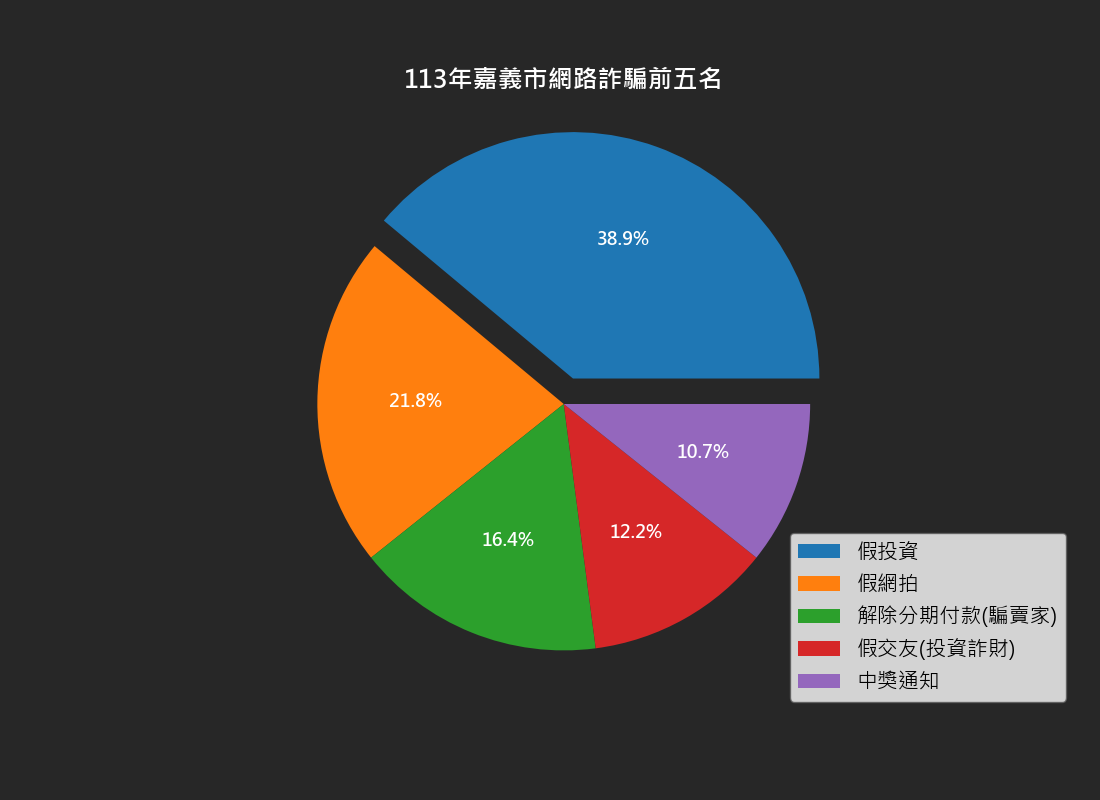 113年嘉義市網路詐騙前五名
38.9%
21.8%
10.7%
12.2%
16.4%
假投資
假網拍
解除分期付款(騙賣家)
假交友(投資詐財)
中獎通知